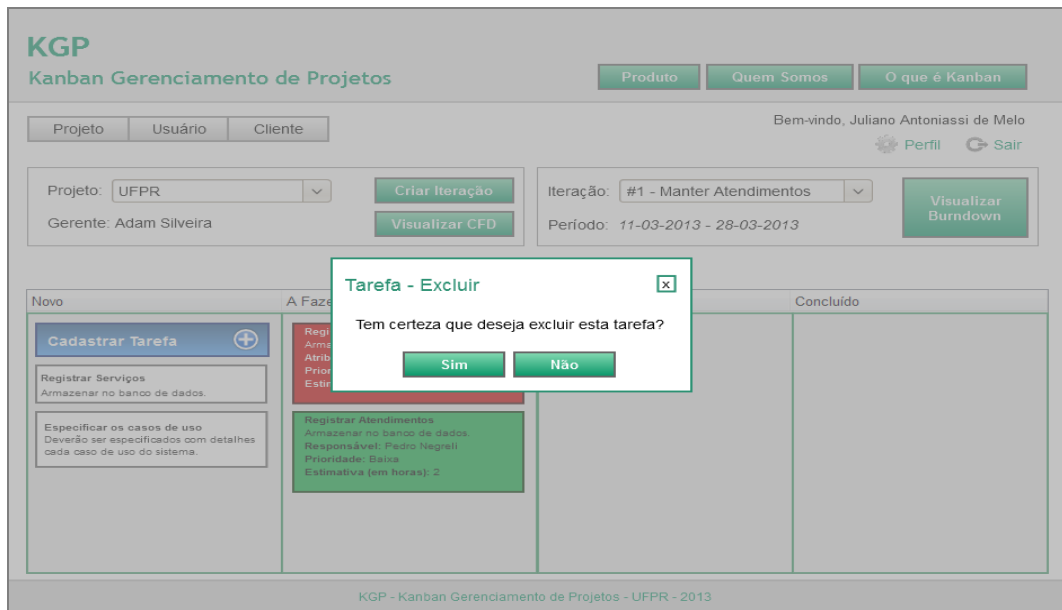 KGP
Kanban Gerenciamento de Projetos
Produto
Quem Somos
O que é Kanban
Projeto
Usuário
Cliente
Bem-vindo, Juliano Antoniassi de Melo
Perfil
Sair
Projeto: UFPR
Criar Iteração
Gerente: Adam Silveira
Visualizar CFD
Iteração: #1 - Manter Atendimentos
Período: 11-03-2013 - 28-03-2013
Visualizar
Burndown
Tarefa - Excluir
x
Tem certeza que deseja excluir esta tarefa?
Sim
Não
Novo
A Faze
Concluído
Cadastrar Tarefa
Registrar Serviços
Armazenar no banco de dados.
Especificar os casos de uso
Deverão ser especificados com detalhes
cada caso de uso do sistema.
Regi
Arma
Atrib
Prior
Estir
Registrar Atendimentos
Armazenar no banco de dados.
Responsável: Pedro Negreli
Prioridade: Baixa
Estimativa (em horas): 2
KGP - Kanban Gerenciamento de Projetos - UFPR - 2013